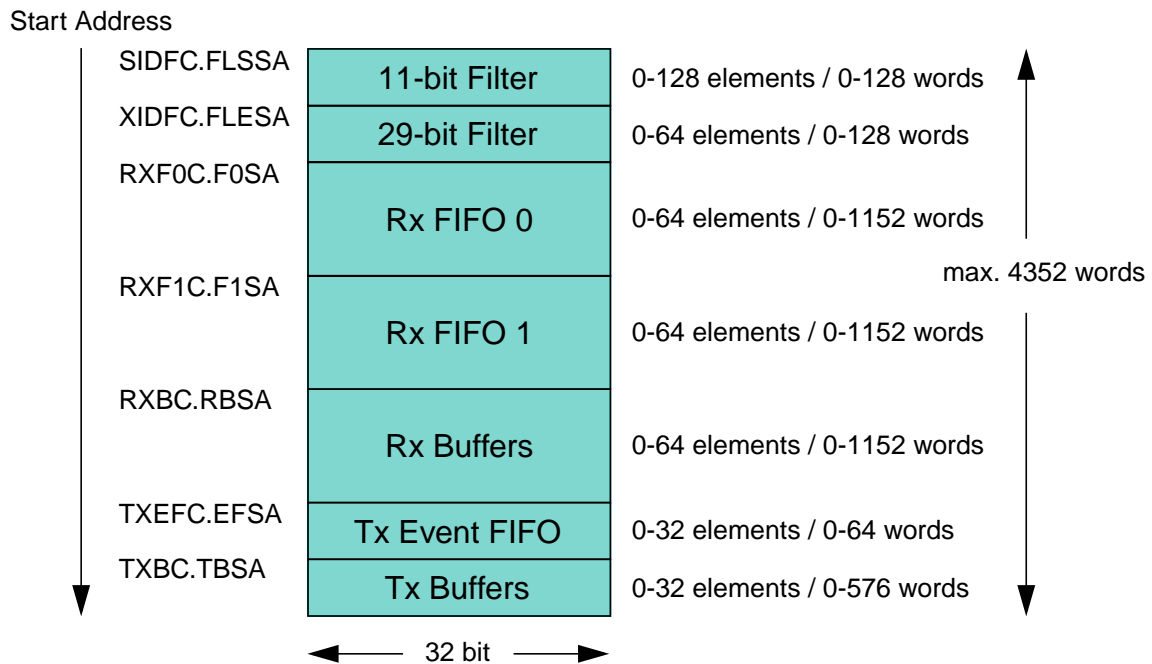 Start Address
SIDFC.FLSSA
11-bit Filter
0-128 elements / 0-128 words
XIDFC.FLESA
29-bit Filter
0-64 elements / 0-128 words
RXF0C.F0SA
Rx FIFO 0
0-64 elements / 0-1152 words
max. 4352 words
RXF1C.F1SA
Rx FIFO 1
0-64 elements / 0-1152 words
RXBC.RBSA
Rx Buffers
0-64 elements / 0-1152 words
TXEFC.EFSA
Tx Event FIFO
0-32 elements / 0-64 words
TXBC.TBSA
Tx Buffers
0-32 elements / 0-576 words
32 bit